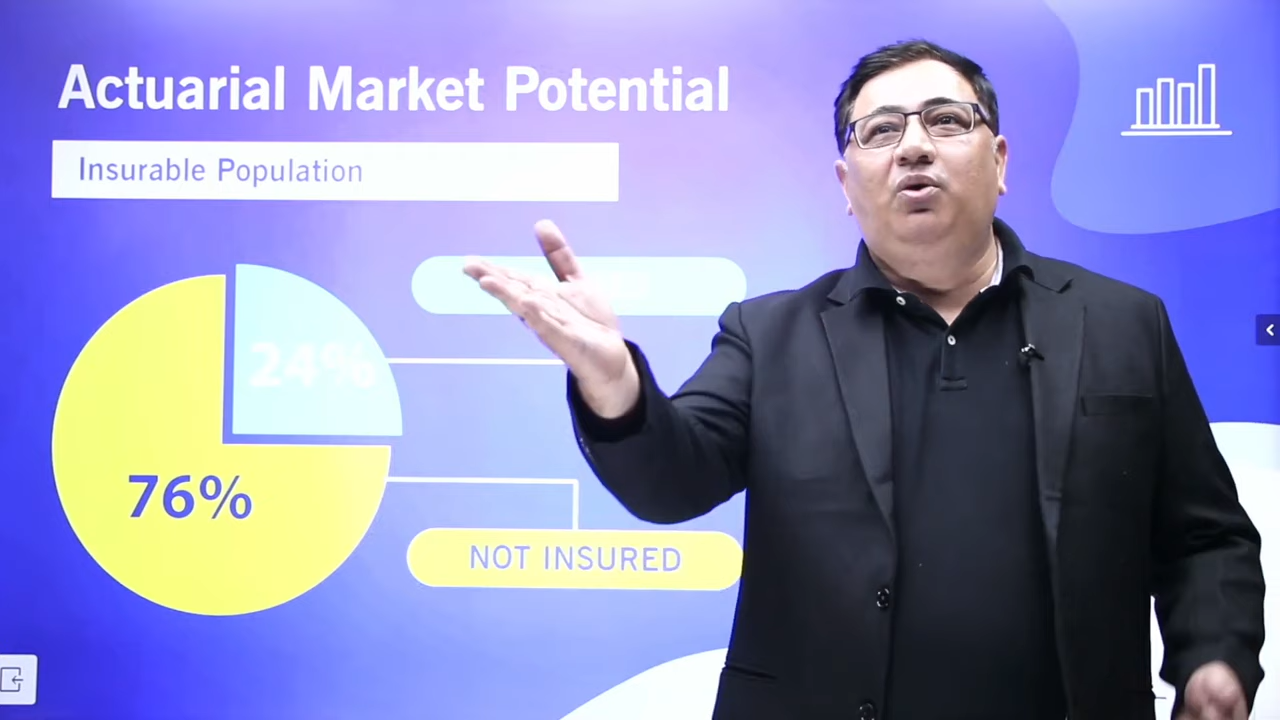 Actuarial Market Potential
Insurable Population
24%
76%
NOT INSURED